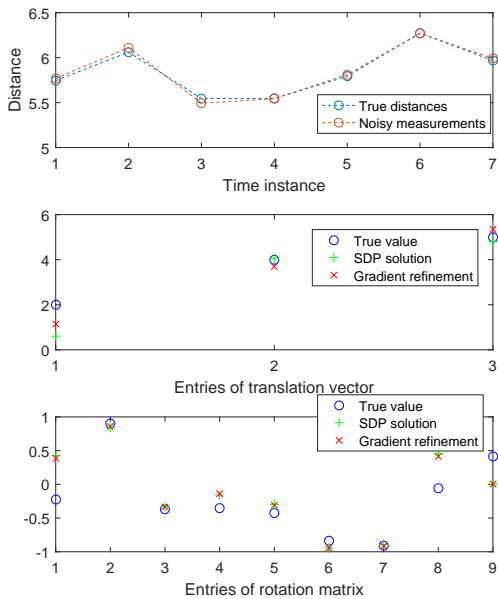 6.5
6
5.5
5
Distance
True distances
Noisy measurements
1 2 3 4 5 6 7
Time instance
6
4
2
0
True value
SDP solution
Gradient refinement
1 2 3
Entries of translation vector
1
0.5
0
-0.5
-1
True value
SDP solution
Gradient refinement
1 2 3 4 5 6 7 8 9
Entries of rotation matrix